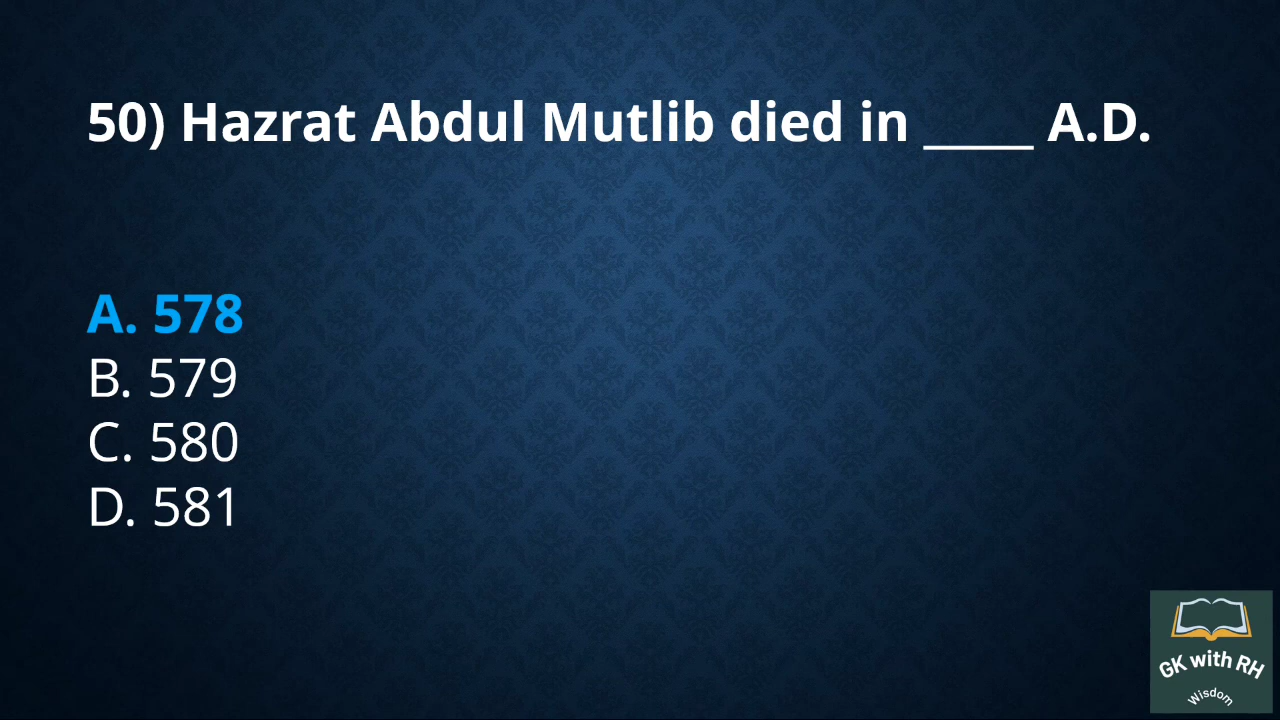 50) Hazrat Abdul Mutlib died in _____ A.D.
A. 578
B. 579
C. 580
D. 581
GK with RH
Wisdom